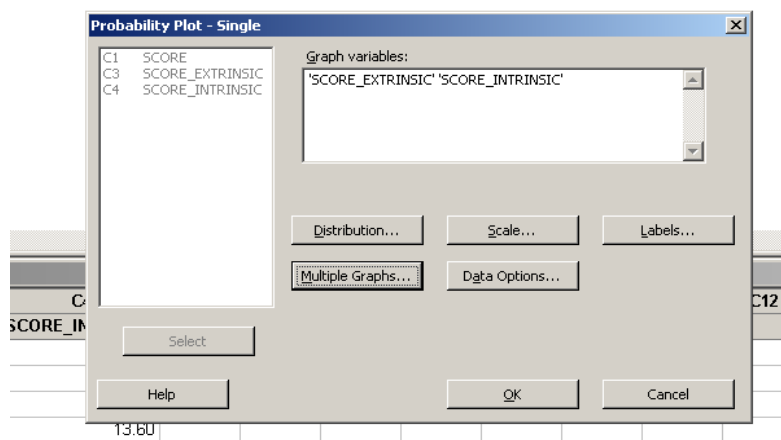 Probability Plot - Single
C1 SCORE
C3 SCORE_EXTRINSIC
C4 SCORE_INTRINSIC
Graph variables:
'SCORE_EXTRINSIC' 'SCORE_INTRINSIC'
Distribution...
Scale...
Labels...
Multiple Graphs...
Data Options...
C12
SCORE_IN
Select
Help
OK
Cancel
13.60